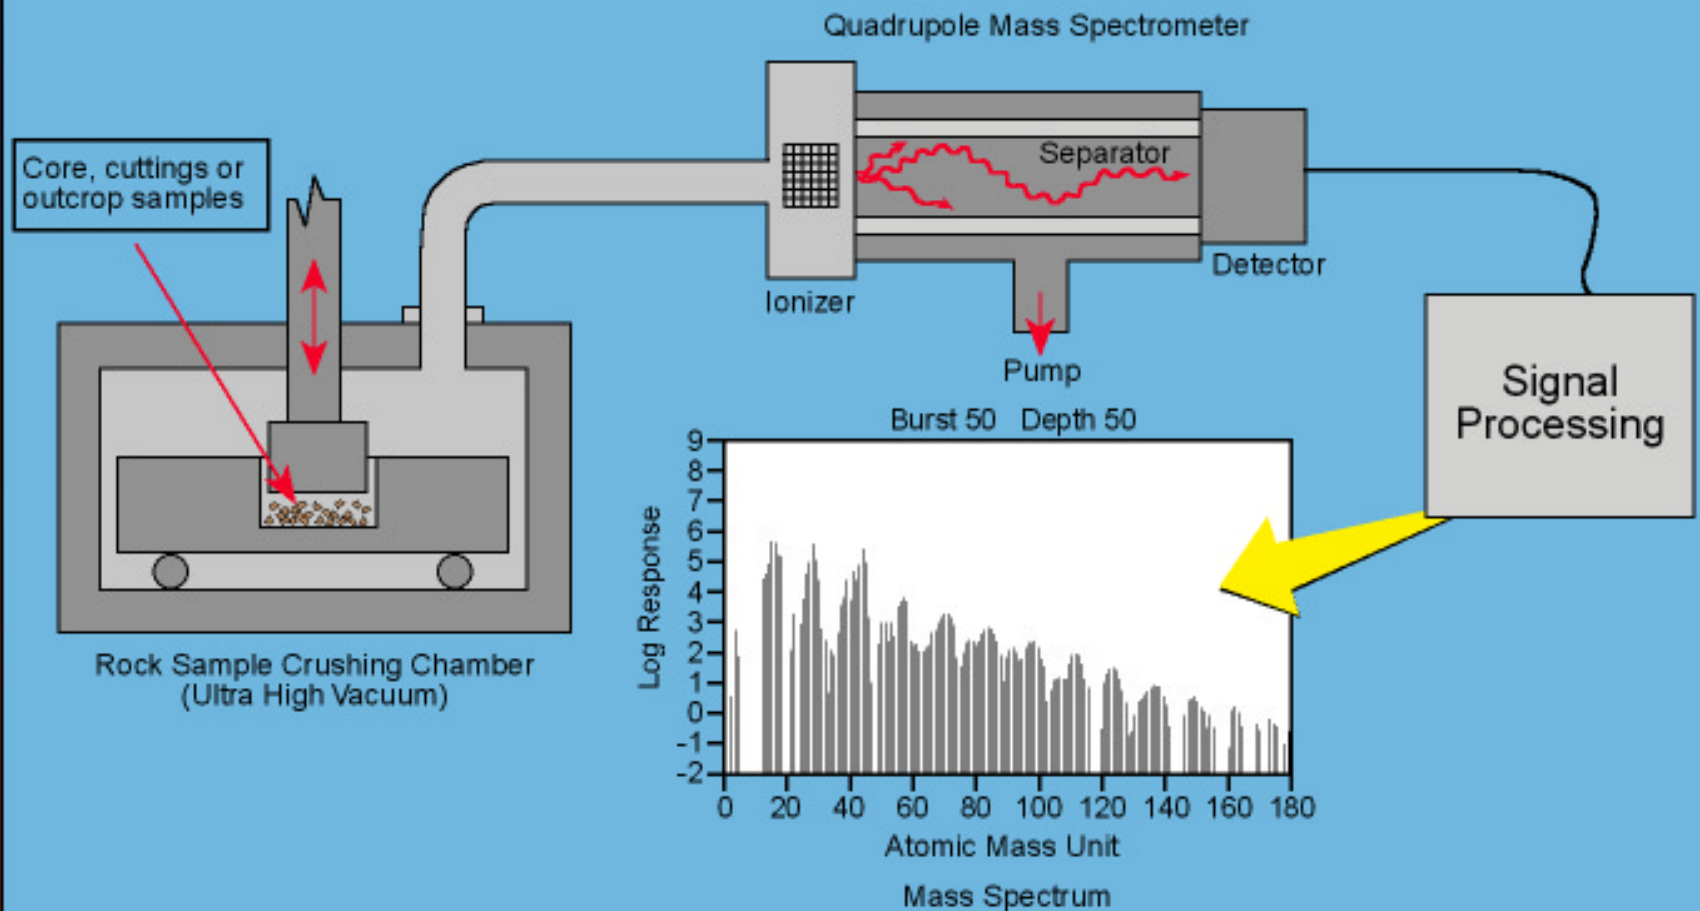 Quadrupole Mass Spectrometer
Core, cuttings or
outcrop samples
Separator
Detector
Ionizer
Pump
Signal
Processing
Rock Sample Crushing Chamber
(Ultra High Vacuum)
Burst 50 Depth 50
Log Response
9
8
7
6
5
4
3
2
1
0
-1
-2
0 20 40 60 80 100 120 140 160 180
Atomic Mass Unit
Mass Spectrum